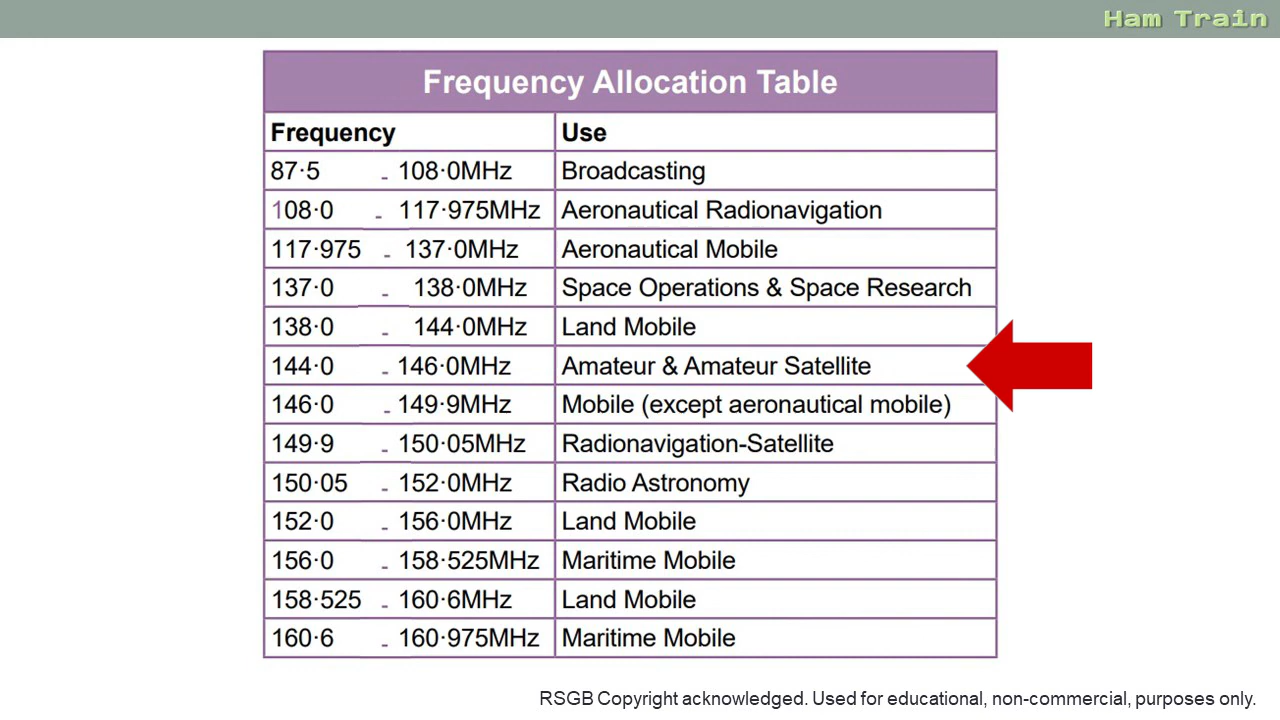 Ham Train
Frequency Allocation Table
Frequency Use
87·5 - 108·0MHz Broadcasting
108·0 - 117·975MHz Aeronautical Radionavigation
117·975 - 137·0MHz Aeronautical Mobile
137·0 - 138·0MHz Space Operations & Space Research
138·0 - 144·0MHz Land Mobile
144·0 - 146·0MHz Amateur & Amateur Satellite
146·0 - 149·9MHz Mobile (except aeronautical mobile)
149·9 - 150·05MHz Radionavigation-Satellite
150·05 - 152·0MHz Radio Astronomy
152·0 - 156·0MHz Land Mobile
156·0 - 158·525MHz Maritime Mobile
158·525 - 160·6MHz Land Mobile
160·6 - 160·975MHz Maritime Mobile
RSGB Copyright acknowledged. Used for educational, non-commercial, purposes only.